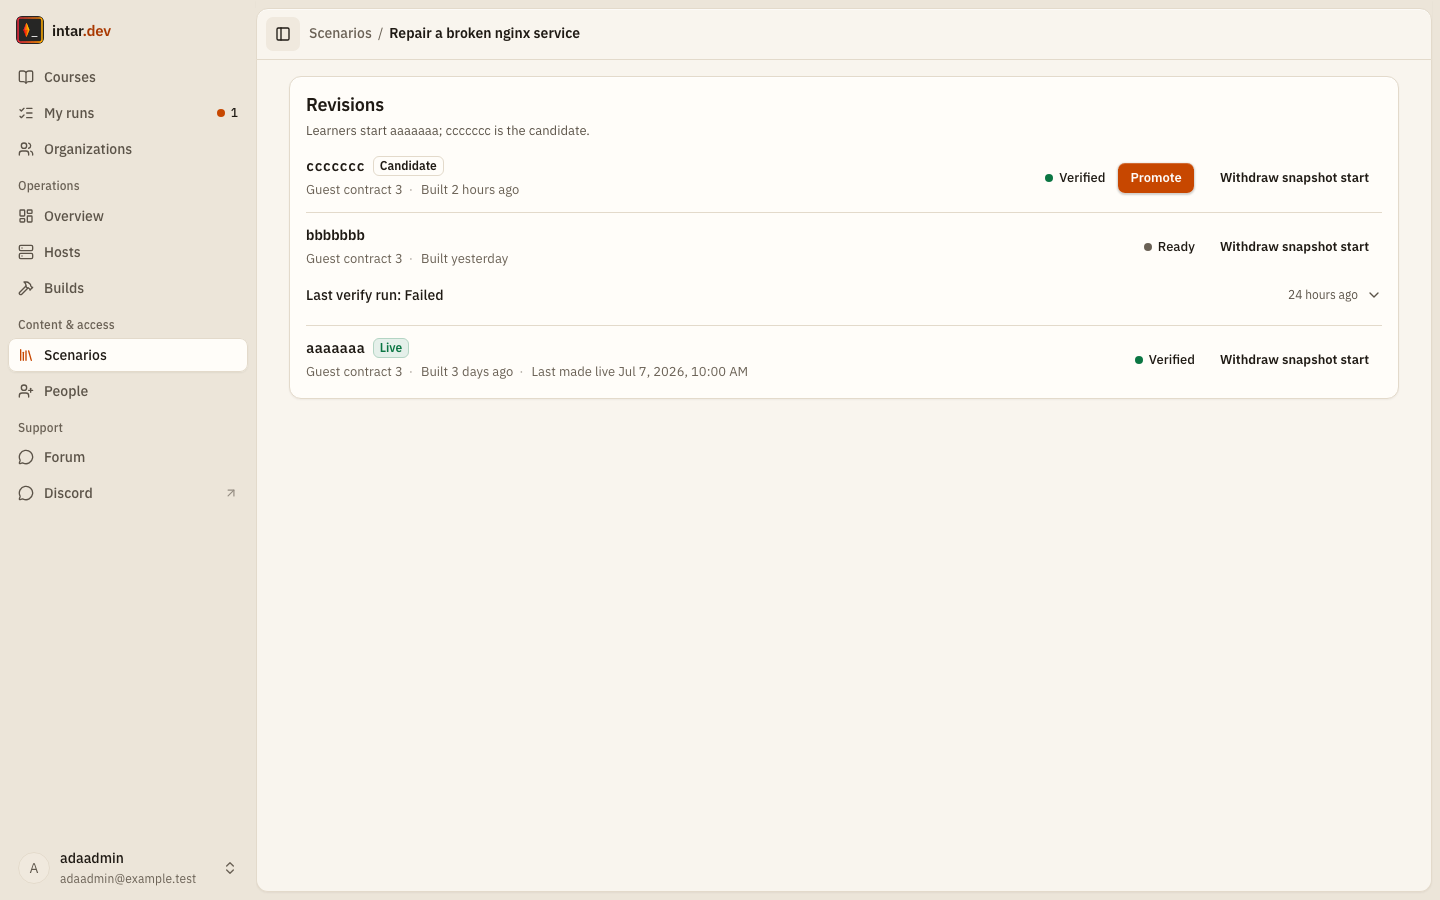 intar.dev
Courses
My runs 1
Organizations
Operations
Overview
Hosts
Builds
Content & access
Scenarios
People
Support
Forum
Discord
A
adaadmin
adaadmin@example.test
Scenarios / Repair a broken nginx service
Revisions
Learners start aaaaaaa; ccccccc is the candidate.
ccccccc Candidate
Guest contract 3 · Built 2 hours ago
Verified Promote Withdraw snapshot start
bbbbbbb
Guest contract 3 · Built yesterday
Ready Withdraw snapshot start
Last verify run: Failed 24 hours ago
aaaaaaa Live
Guest contract 3 · Built 3 days ago · Last made live Jul 7, 2026, 10:00 AM
Verified Withdraw snapshot start